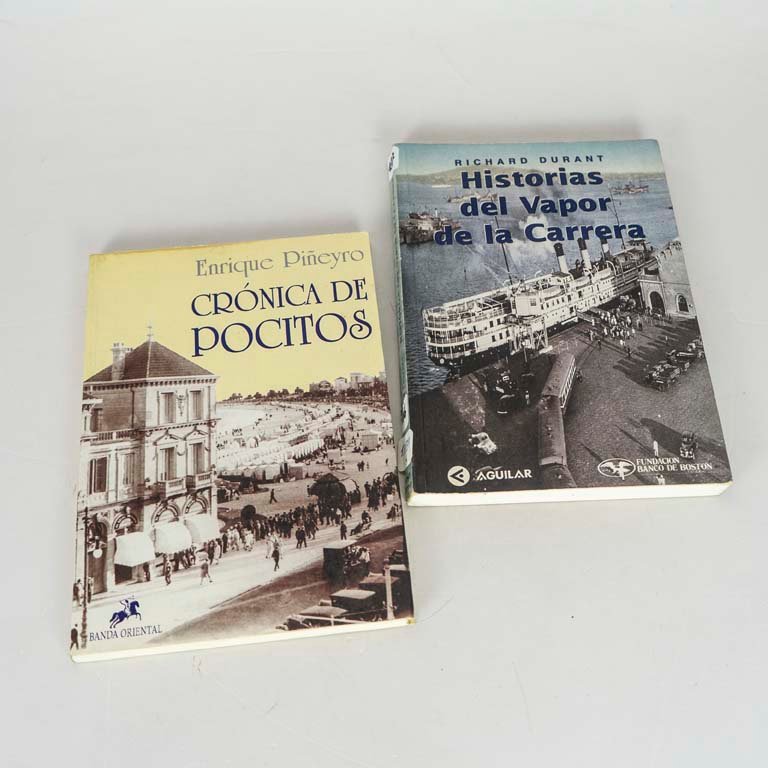 Enrique Piñeyro
CRÓNICA DE
POCITOS
BANDA ORIENTAL
RICHARD DURANT
Historias
del Vapor
de la Carrera
AGUILAR
FUNDACION
BANCO DE BOSTON